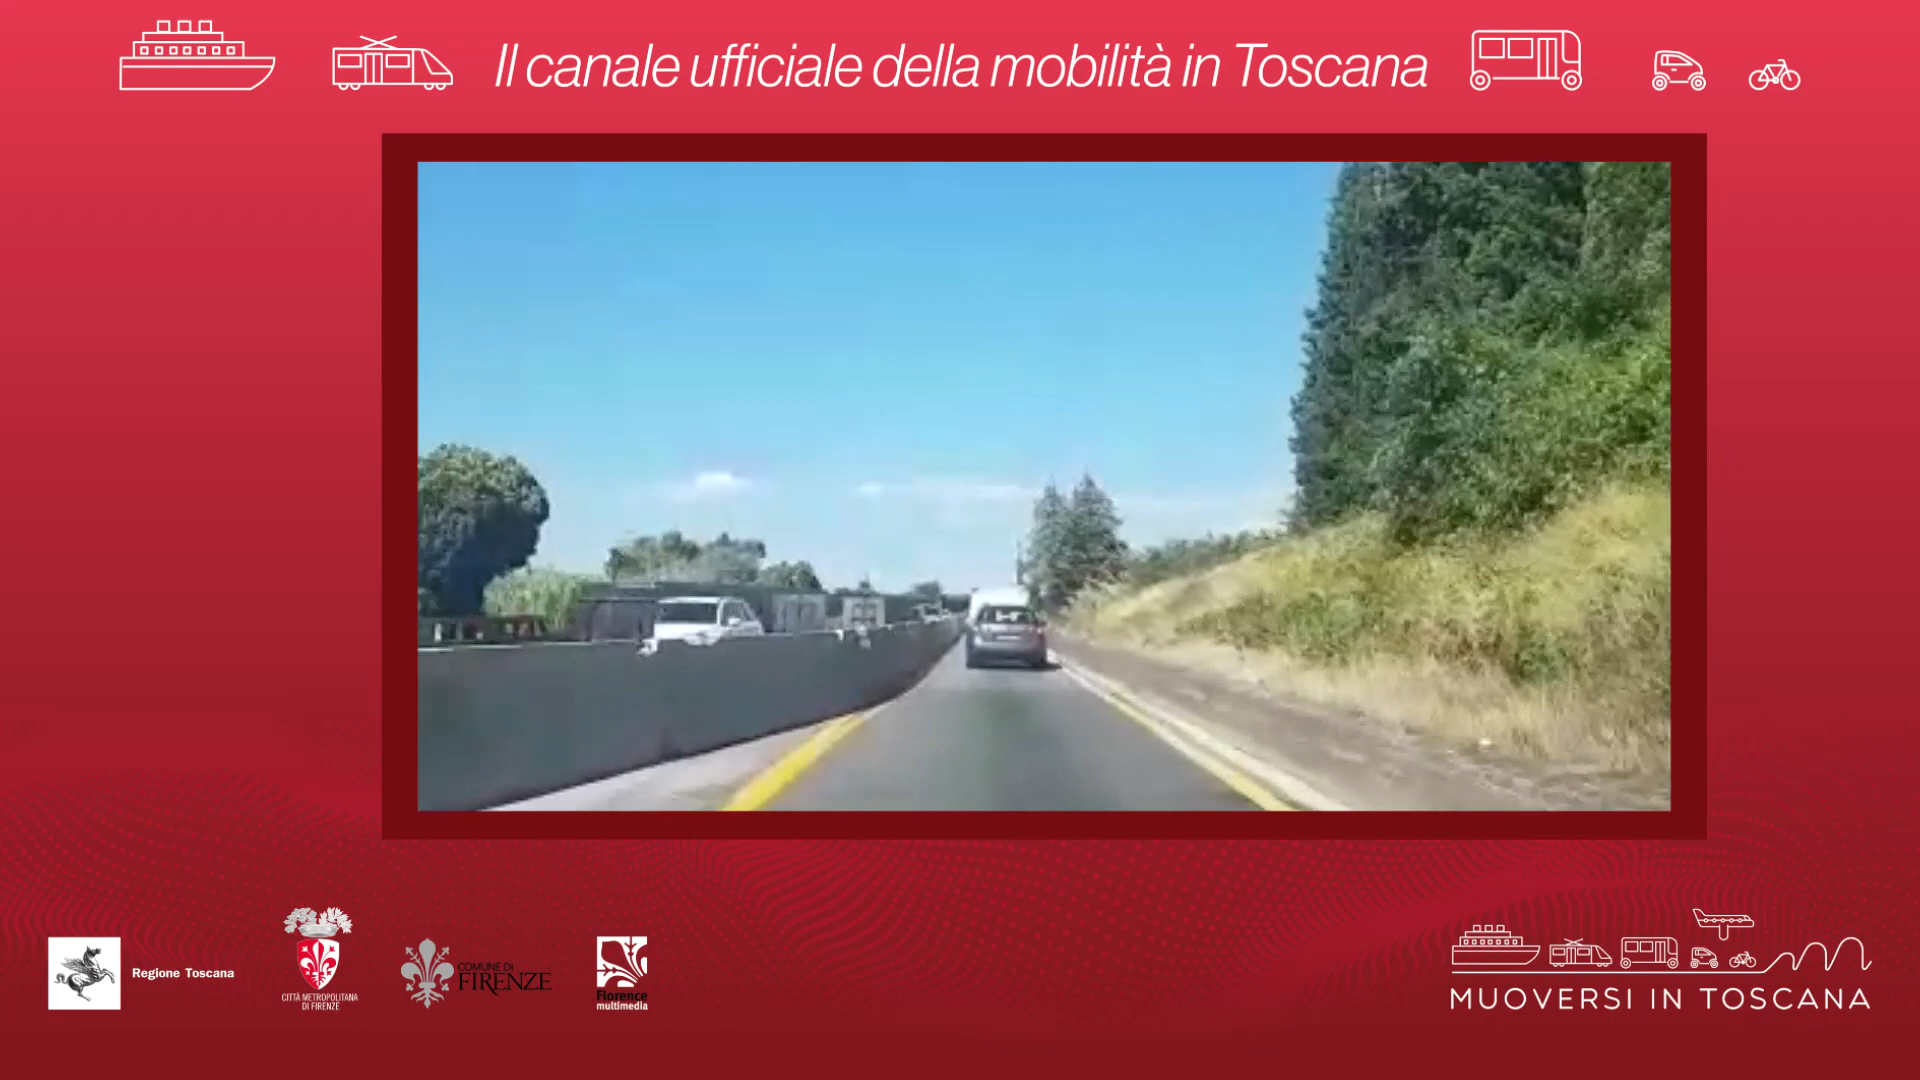 Il canale ufficiale della mobilità in Toscana
Regione Toscana
CITTÀ METROPOLITANA
DI FIRENZE
COMUNE DI
FIRENZE
Florence
multimedia
MUOVERSI IN TOSCANA